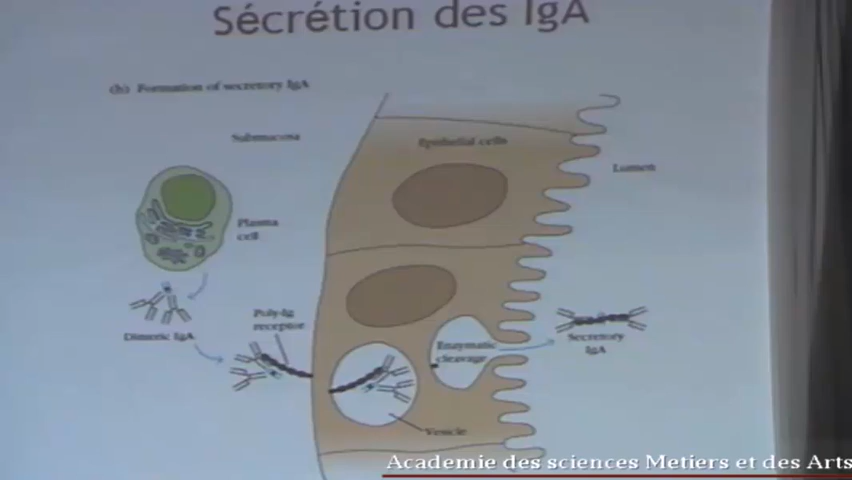 Sécrétion des IgA
(b) Formation of secretory IgA
Submucosa
Epithelial cells
Lumen
Plasma
cell
Poly-Ig
receptor
Dimeric IgA
Enzymatic
cleavage
Secretory
IgA
Vesicle
Academie des sciences Metiers et des Arts